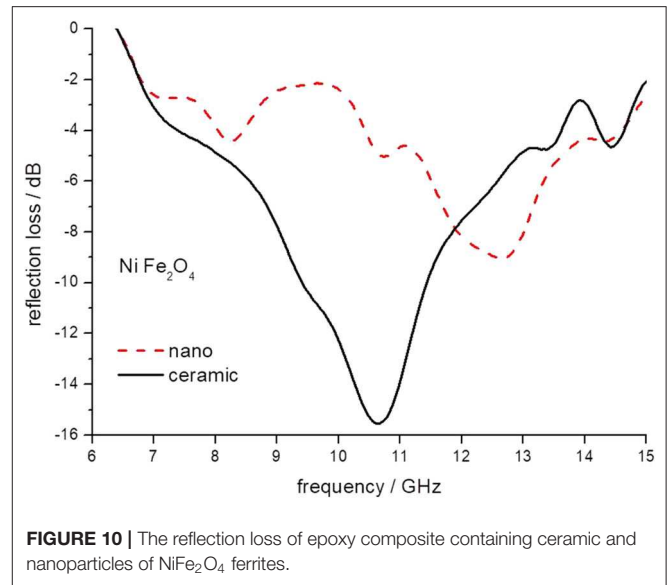 0
-2
-4
-6
-8
-10
-12
-14
-16
reflection loss / dB
Ni Fe₂O₄
nano
ceramic
6 7 8 9 10 11 12 13 14 15
frequency / GHz
FIGURE 10 | The reflection loss of epoxy composite containing ceramic and
nanoparticles of NiFe₂O₄ ferrites.